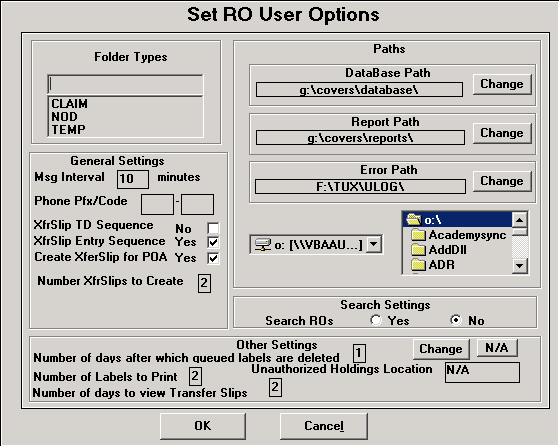 Set RO User Options
Folder Types
CLAIM
NOD
TEMP
Paths
DataBase Path
g:\covers\database\
Change
Report Path
g:\covers\reports\
Change
Error Path
F:\TUX\ULOG\
Change
General Settings
Msg Interval 10 minutes
Phone Pfx/Code -
XfrSlip TD Sequence No
XfrSlip Entry Sequence Yes
Create XferSlip for POA Yes
Number XfrSlips to Create 2
o: [\\VBAAU...]
o:\
Academysync
AddDll
ADR
Search Settings
Search ROs Yes No
Other Settings
Number of days after which queued labels are deleted 1
Change N/A
Number of Labels to Print 2
Unauthorized Holdings Location N/A
Number of days to view Transfer Slips 2
OK Cancel